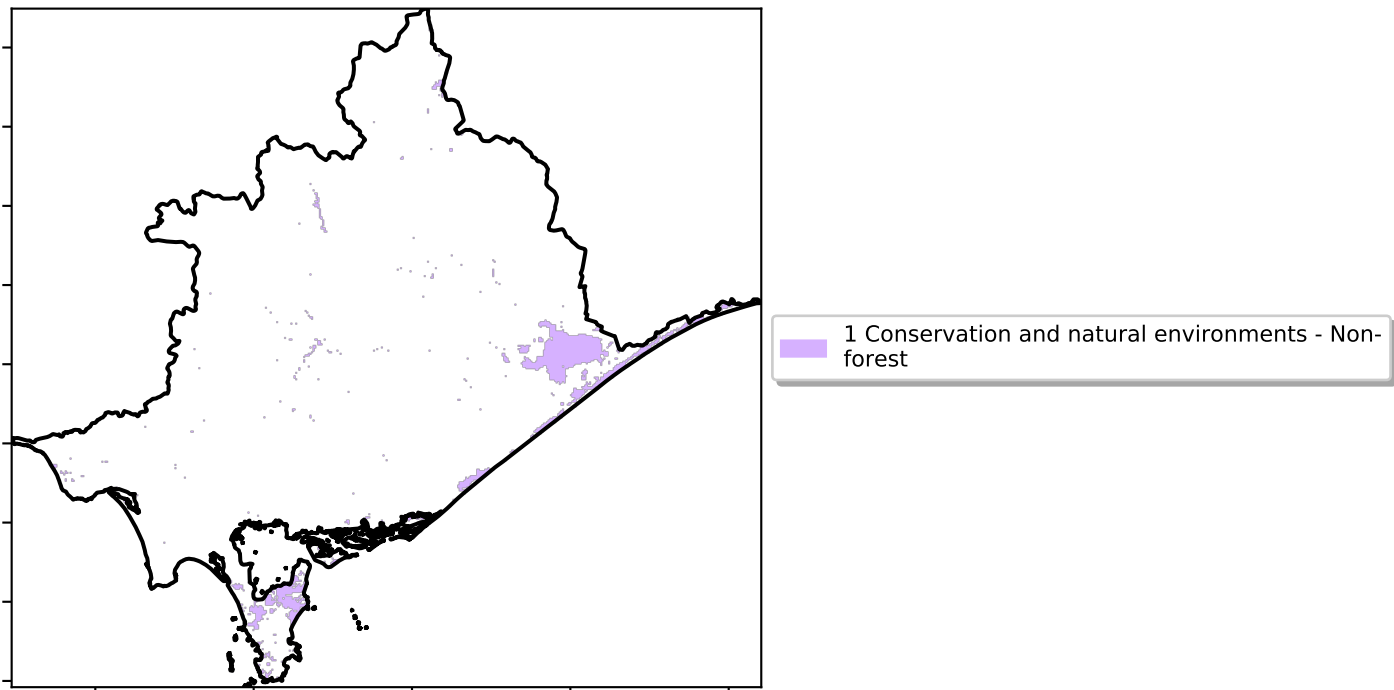 1 Conservation and natural environments - Non-
forest